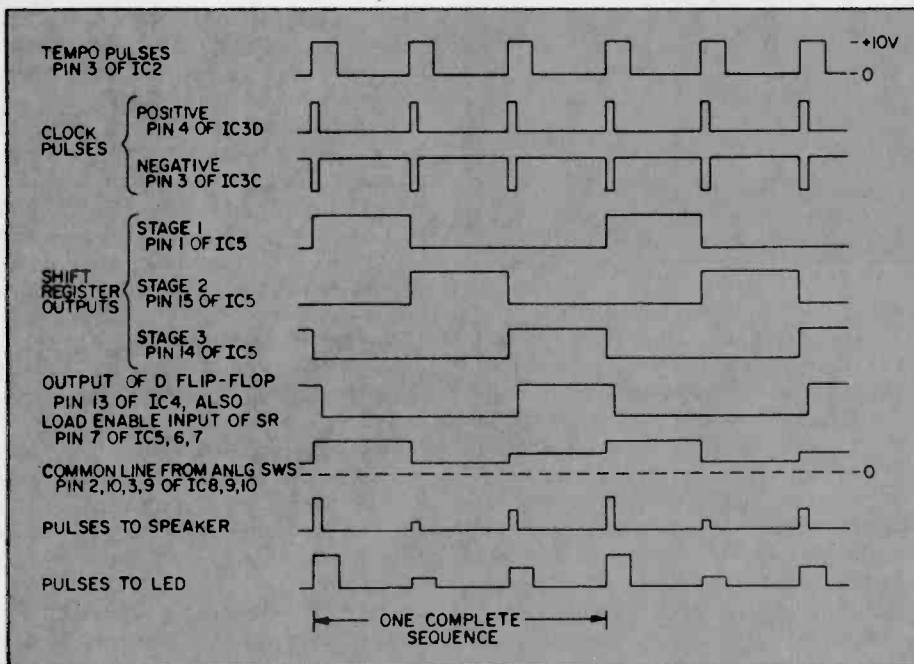 TEMPO PULSES
PIN 3 OF IC2
+10V
0
CLOCK
PULSES
POSITIVE
PIN 4 OF IC3D
NEGATIVE
PIN 3 OF IC3C
SHIFT
REGISTER
OUTPUTS
STAGE 1
PIN 1 OF IC5
STAGE 2
PIN 15 OF IC5
STAGE 3
PIN 14 OF IC5
OUTPUT OF D FLIP-FLOP
PIN 13 OF IC4, ALSO
LOAD ENABLE INPUT OF SR
PIN 7 OF IC5,6,7
COMMON LINE FROM ANLG SWS
PIN 2,10,3,9 OF IC8,9,10
0
PULSES TO SPEAKER
PULSES TO LED
ONE COMPLETE
SEQUENCE